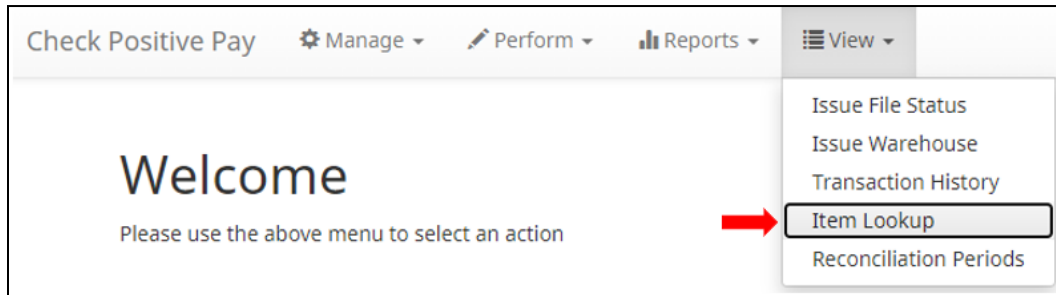 Check Positive Pay Manage Perform Reports View
Issue File Status
Issue Warehouse
Transaction History
Item Lookup
Reconciliation Periods
Welcome
Please use the above menu to select an action